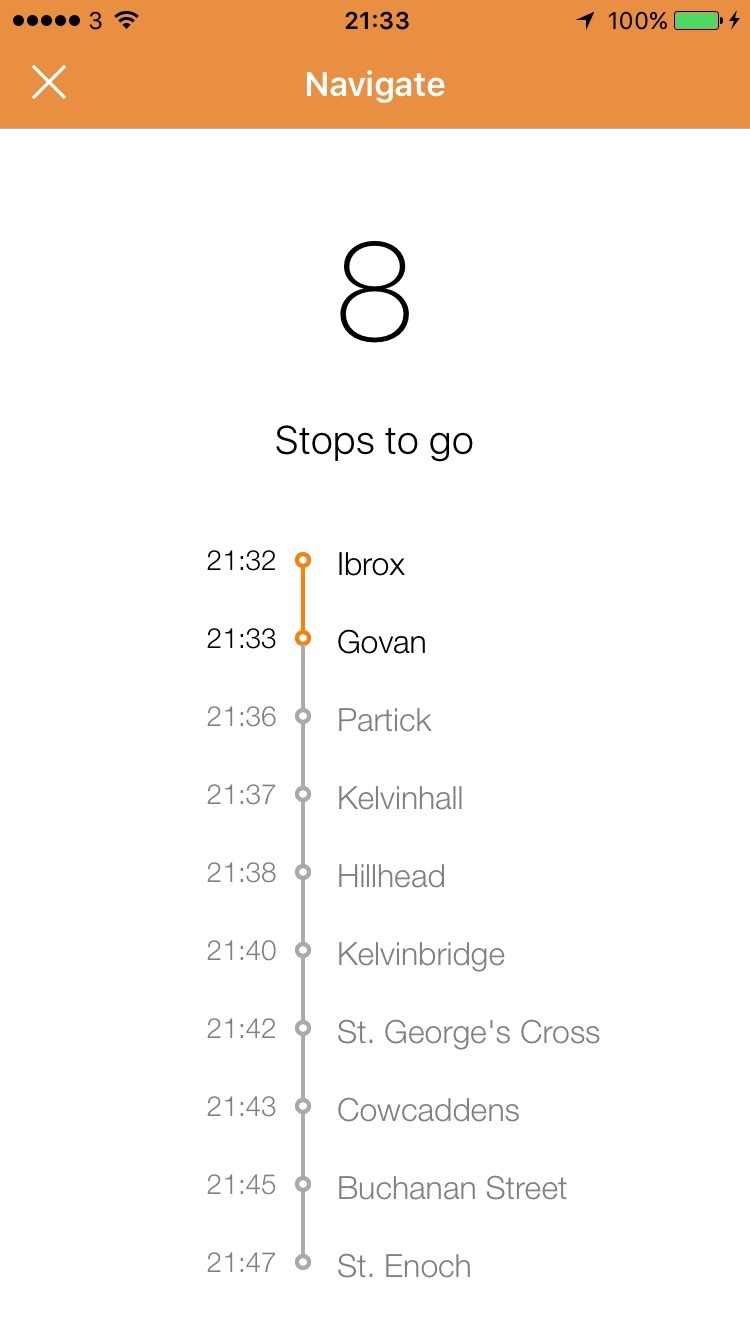 3 21:33 100%
Navigate
8
Stops to go
21:32 Ibrox
21:33 Govan
21:36 Partick
21:37 Kelvinhall
21:38 Hillhead
21:40 Kelvinbridge
21:42 St. George's Cross
21:43 Cowcaddens
21:45 Buchanan Street
21:47 St. Enoch